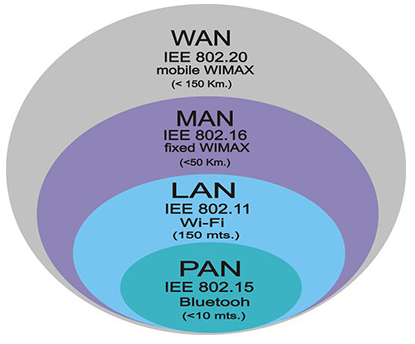 WAN
IEE 802.20
mobile WIMAX
(< 150 Km.)
MAN
IEE 802.16
fixed WIMAX
(<50 Km.)
LAN
IEE 802.11
Wi-Fi
(150 mts.)
PAN
IEE 802.15
Bluetooh
(<10 mts.)